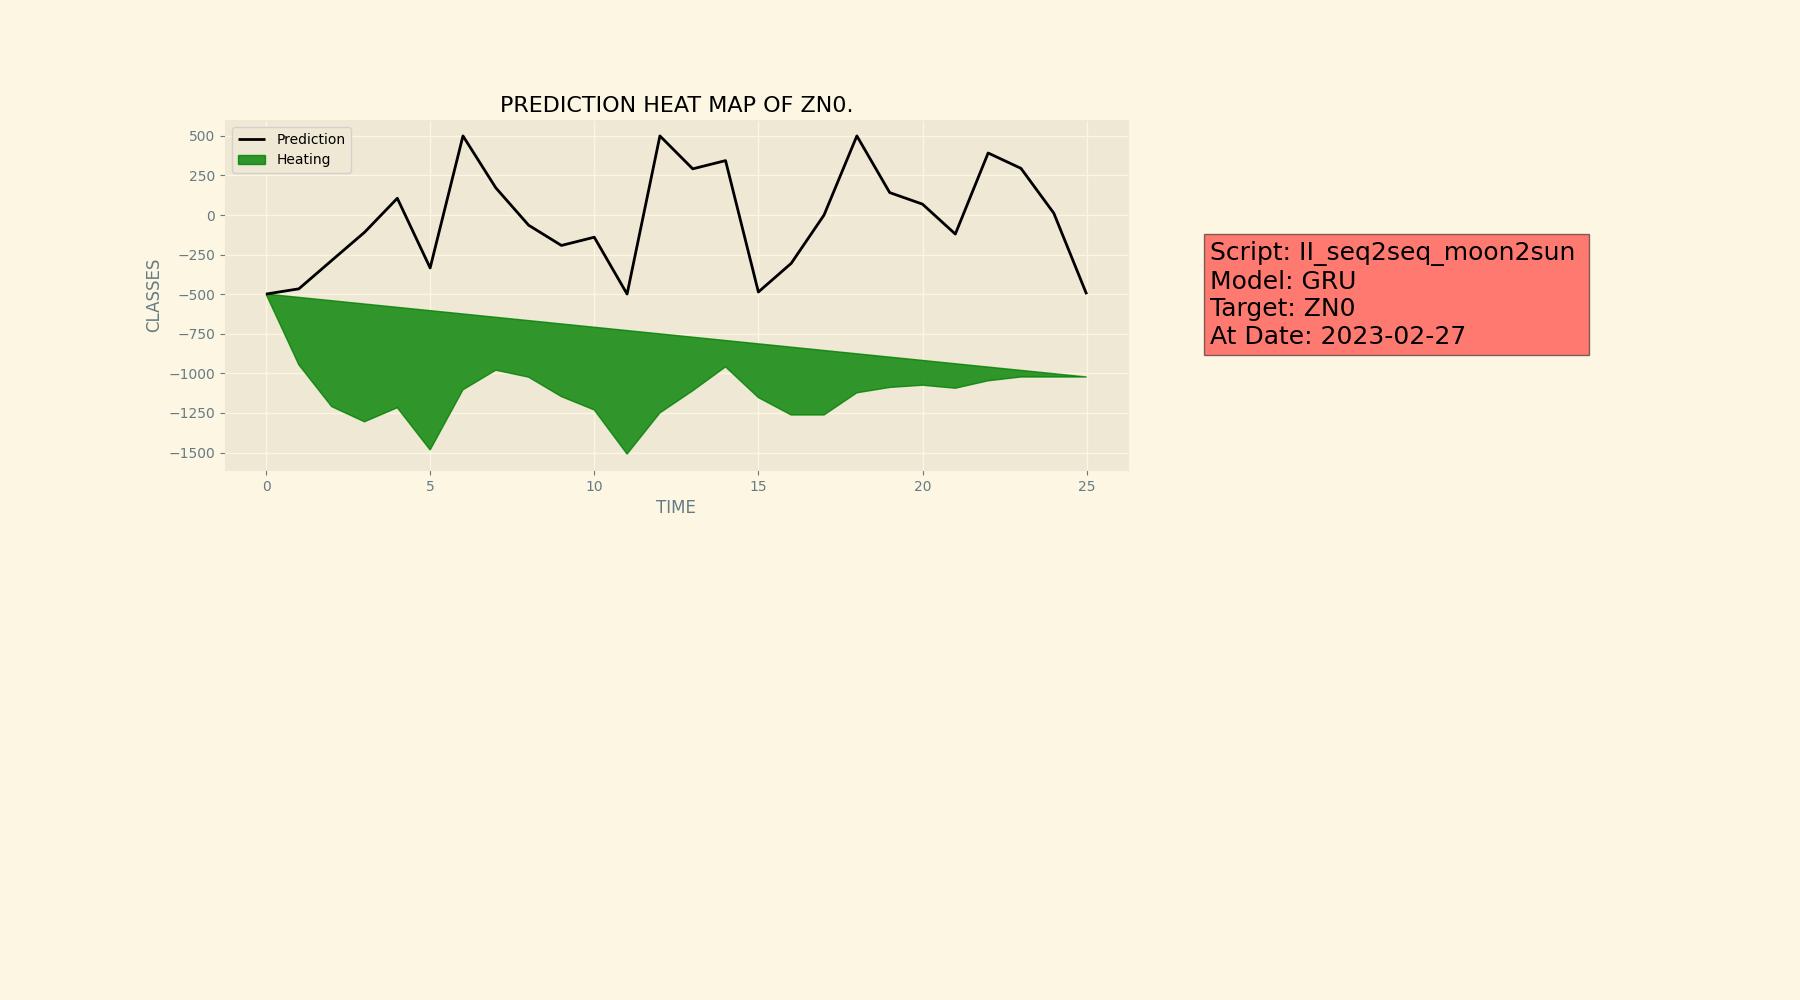 PREDICTION HEAT MAP OF ZN0.
Prediction
Heating
500
250
0
−250
−500
−750
−1000
−1250
−1500
CLASSES
0 5 10 15 20 25
TIME
Script: II_seq2seq_moon2sun
Model: GRU
Target: ZN0
At Date: 2023-02-27